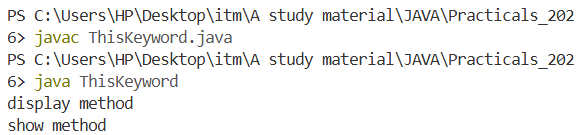 PS C:\Users\HP\Desktop\itm\A study material\JAVA\Practicals_202
6> javac ThisKeyword.java
PS C:\Users\HP\Desktop\itm\A study material\JAVA\Practicals_202
6> java ThisKeyword
display method
show method